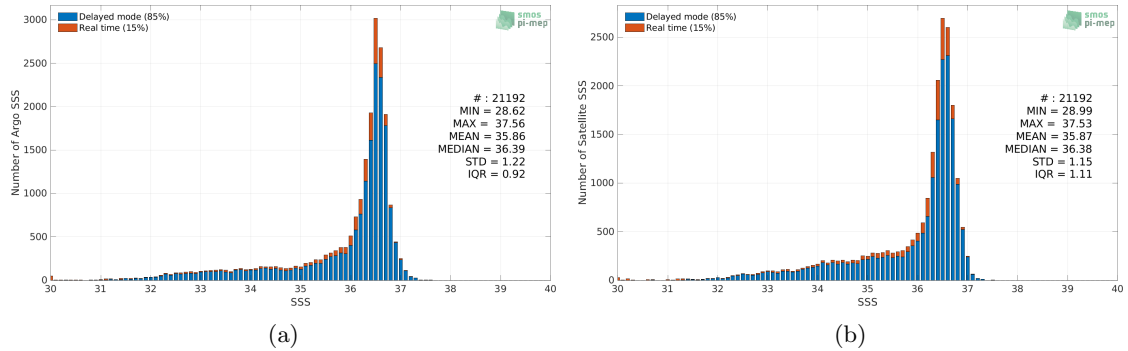 Delayed mode (85%)
Real time (15%)
smos
pi-mep
3000
2500
2000
1500
1000
500
0
Number of Argo SSS
# : 21192
MIN = 28.62
MAX = 37.56
MEAN = 35.86
MEDIAN = 36.39
STD = 1.22
IQR = 0.92
30 31 32 33 34 35 36 37 38 39 40
SSS
(a)
Delayed mode (85%)
Real time (15%)
smos
pi-mep
2500
2000
1500
1000
500
0
Number of Satellite SSS
# : 21192
MIN = 28.99
MAX = 37.53
MEAN = 35.87
MEDIAN = 36.38
STD = 1.15
IQR = 1.11
30 31 32 33 34 35 36 37 38 39 40
SSS
(b)